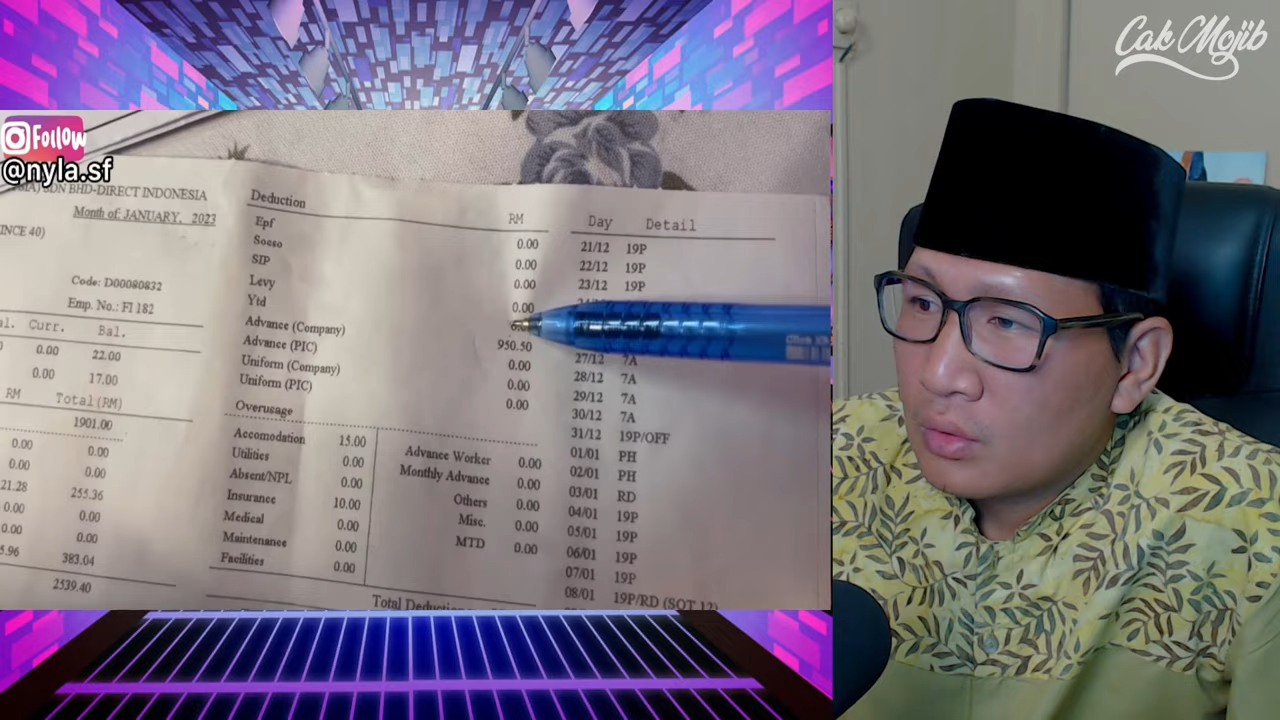 Cak Mojib
Follow
@nyla.sf
SDN BHD-DIRECT INDONESIA
Month of: JANUARY, 2023
INCE 40)
Code: D00080832
Emp. No.: FI 182
al. Curr. Bal.
0.00 22.00
0.00 17.00
RM Total (RM)
1901.00
0.00 0.00
0.00 0.00
21.28 255.36
0.00 0.00
0.00 0.00
5.96 383.04
2539.40
Deduction RM
Epf 0.00
Socso 0.00
SIP 0.00
Levy 0.00
Ytd
Advance (Company) 950.50
Advance (PIC) 0.00
Uniform (Company) 0.00
Uniform (PIC) 0.00
Overusage
Accomodation 15.00
Utilities 0.00
Absent/NPL 0.00
Insurance 10.00
Medical 0.00
Maintenance 0.00
Facilities 0.00
Advance Worker 0.00
Monthly Advance 0.00
Others 0.00
Misc. 0.00
MTD 0.00
Total Deduction
Day Detail
21/12 19P
22/12 19P
23/12 19P
27/12 7A
28/12 7A
29/12 7A
30/12 7A
31/12 19P/OFF
01/01 PH
02/01 PH
03/01 RD
04/01 19P
05/01 19P
06/01 19P
07/01 19P
08/01 19P/RD (SOT 12)